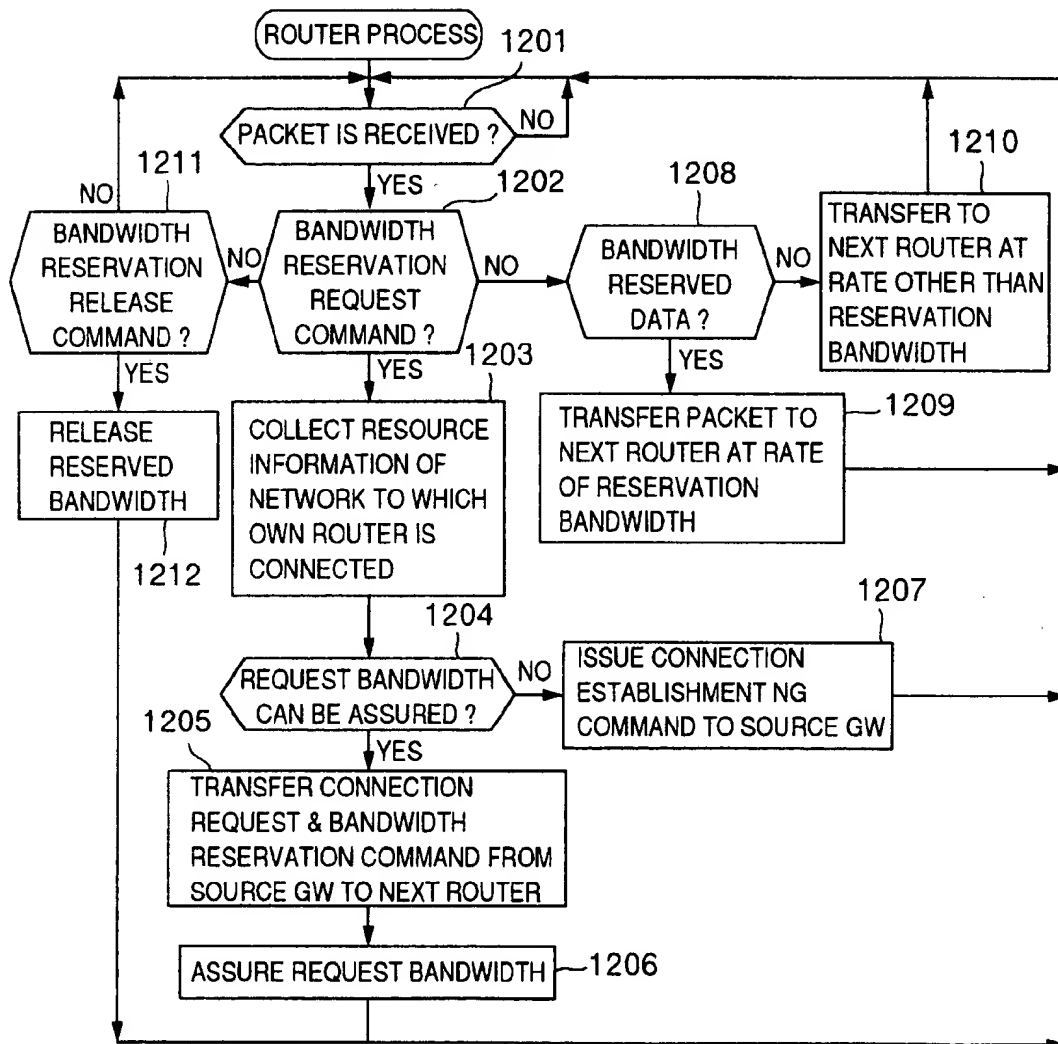 ROUTER PROCESS
1201
PACKET IS RECEIVED ?
NO
YES
1211
NO
BANDWIDTH
RESERVATION
RELEASE
COMMAND ?
YES
RELEASE
RESERVED
BANDWIDTH
1212
1202
BANDWIDTH
RESERVATION
REQUEST
COMMAND ?
NO
NO
YES
1208
BANDWIDTH
RESERVED
DATA ?
NO
YES
1210
TRANSFER TO
NEXT ROUTER AT
RATE OTHER THAN
RESERVATION
BANDWIDTH
1209
TRANSFER PACKET TO
NEXT ROUTER AT RATE
OF RESERVATION
BANDWIDTH
1203
COLLECT RESOURCE
INFORMATION OF
NETWORK TO WHICH
OWN ROUTER IS
CONNECTED
1204
REQUEST BANDWIDTH
CAN BE ASSURED ?
NO
YES
1207
ISSUE CONNECTION
ESTABLISHMENT NG
COMMAND TO SOURCE GW
1205
TRANSFER CONNECTION
REQUEST & BANDWIDTH
RESERVATION COMMAND FROM
SOURCE GW TO NEXT ROUTER
ASSURE REQUEST BANDWIDTH
1206